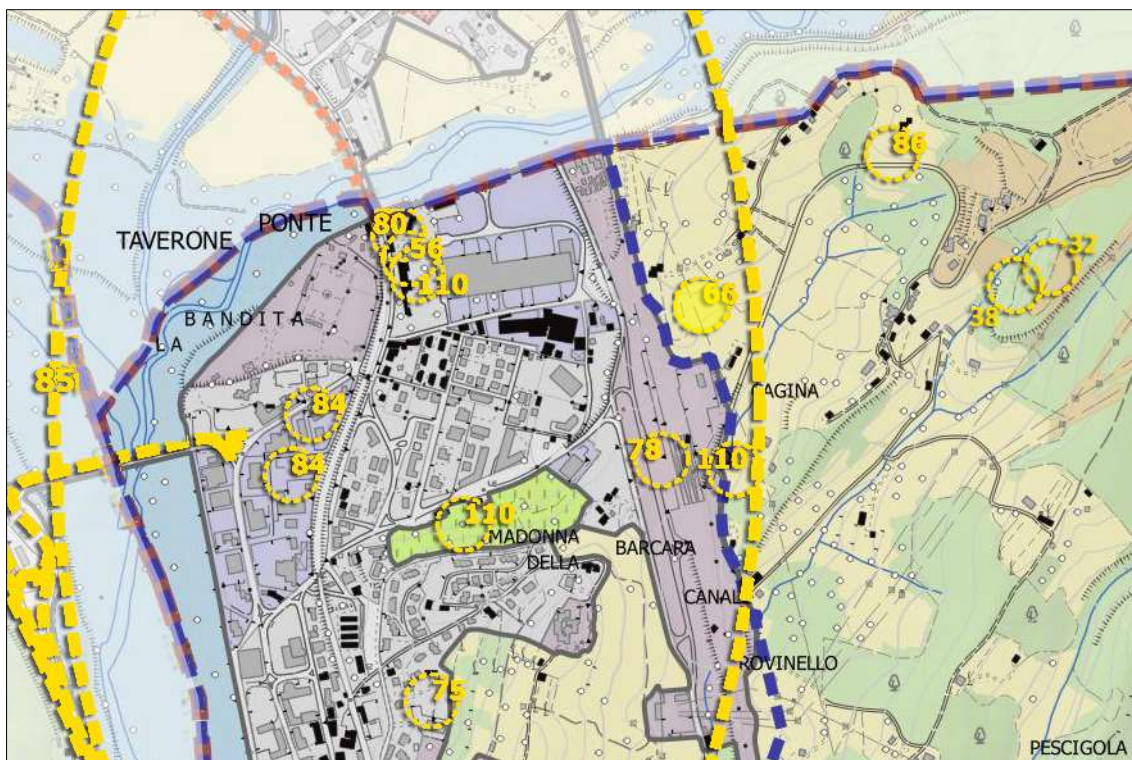 86
80
PONTE
TAVERONE
56
32
110
66
38
B A N D I T A
LA
85
CAGINA
84
78
110
84
110
MADONNA
BARCARA
DELLA
CANAL
ROVINELLO
75
PESCIGOLA